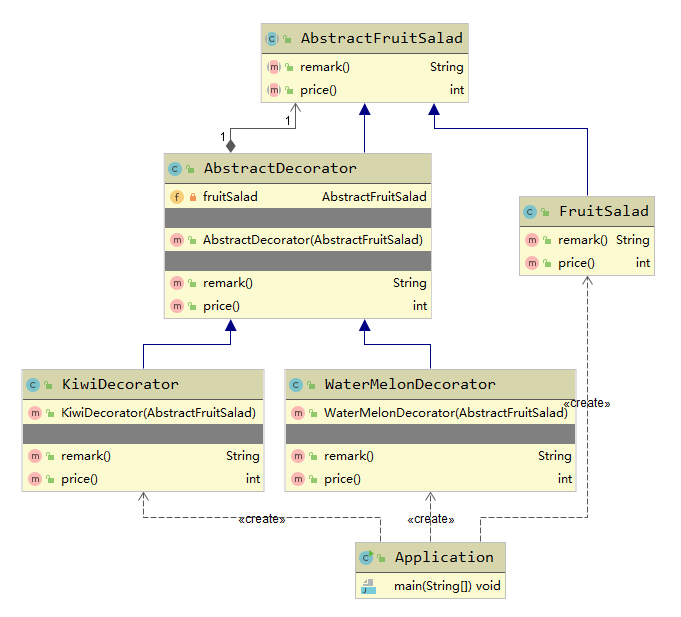 AbstractFruitSalad
remark() String
price() int
1
1
AbstractDecorator
fruitSalad AbstractFruitSalad
AbstractDecorator(AbstractFruitSalad)
remark() String
price() int
FruitSalad
remark() String
price() int
KiwiDecorator
KiwiDecorator(AbstractFruitSalad)
remark() String
price() int
WaterMelonDecorator
WaterMelonDecorator(AbstractFruitSalad)
remark() String
price() int
«create»
«create»
«create»
Application
main(String[]) void